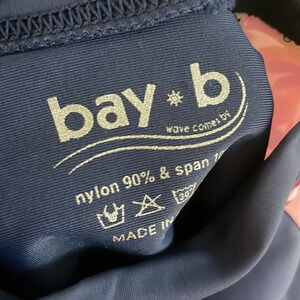 bay b
wave comes by
nylon 90% & span
MADE IN